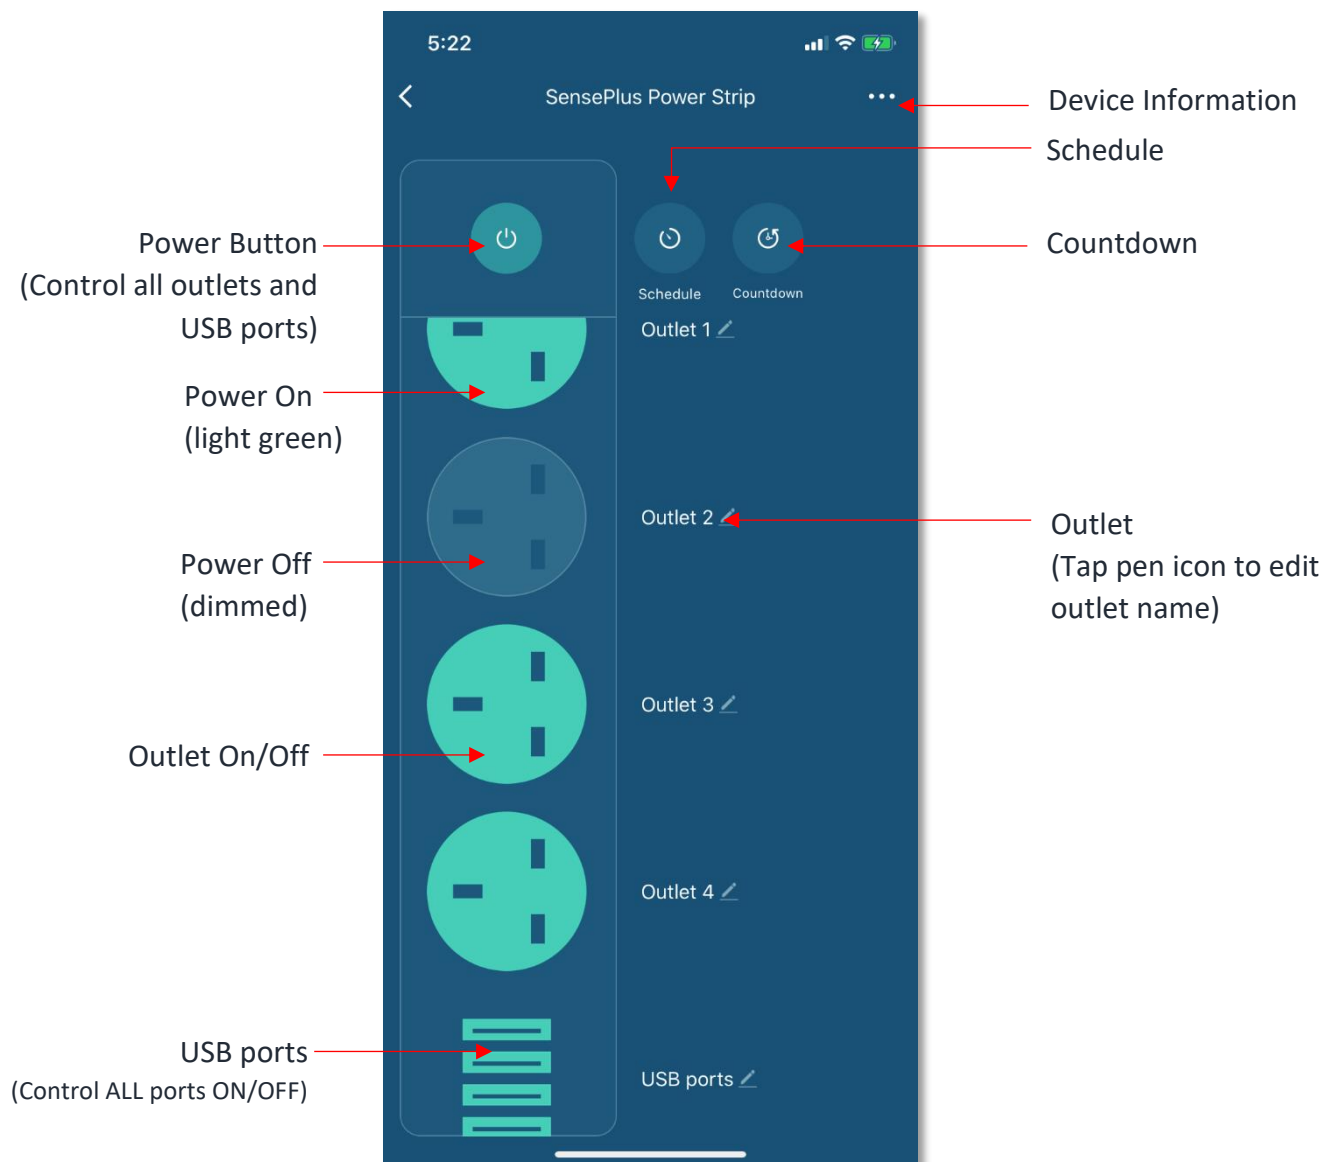 5:22
SensePlus Power Strip
Device Information
Schedule
Power Button
(Control all outlets and
USB ports)
Countdown
Schedule
Countdown
Outlet 1
Power On
(light green)
Outlet 2
Outlet
(Tap pen icon to edit
outlet name)
Power Off
(dimmed)
Outlet 3
Outlet On/Off
Outlet 4
USB ports
(Control ALL ports ON/OFF)
USB ports